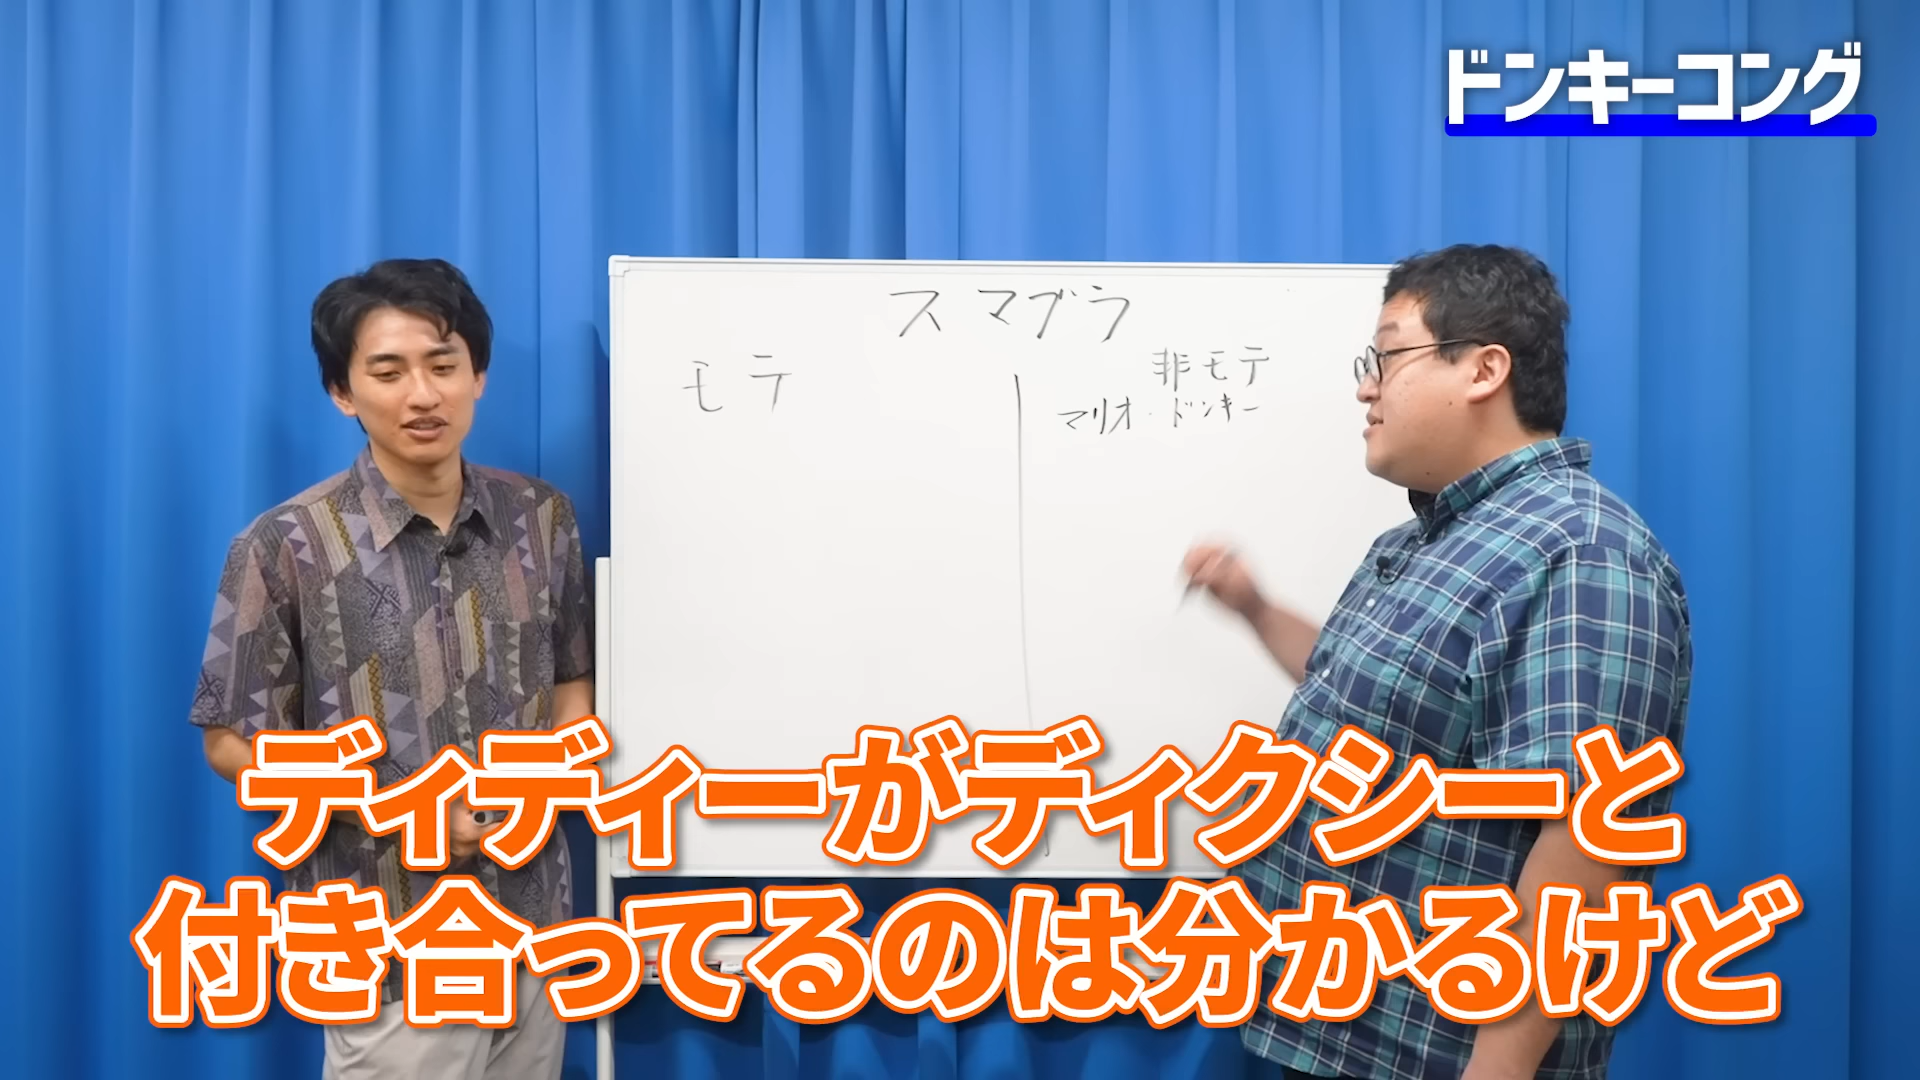 ドンキーコング
スマブラ
モテ
非モテ
マリオ・ドンキー
ディディーがディクシーと
付き合ってるのは分かるけど